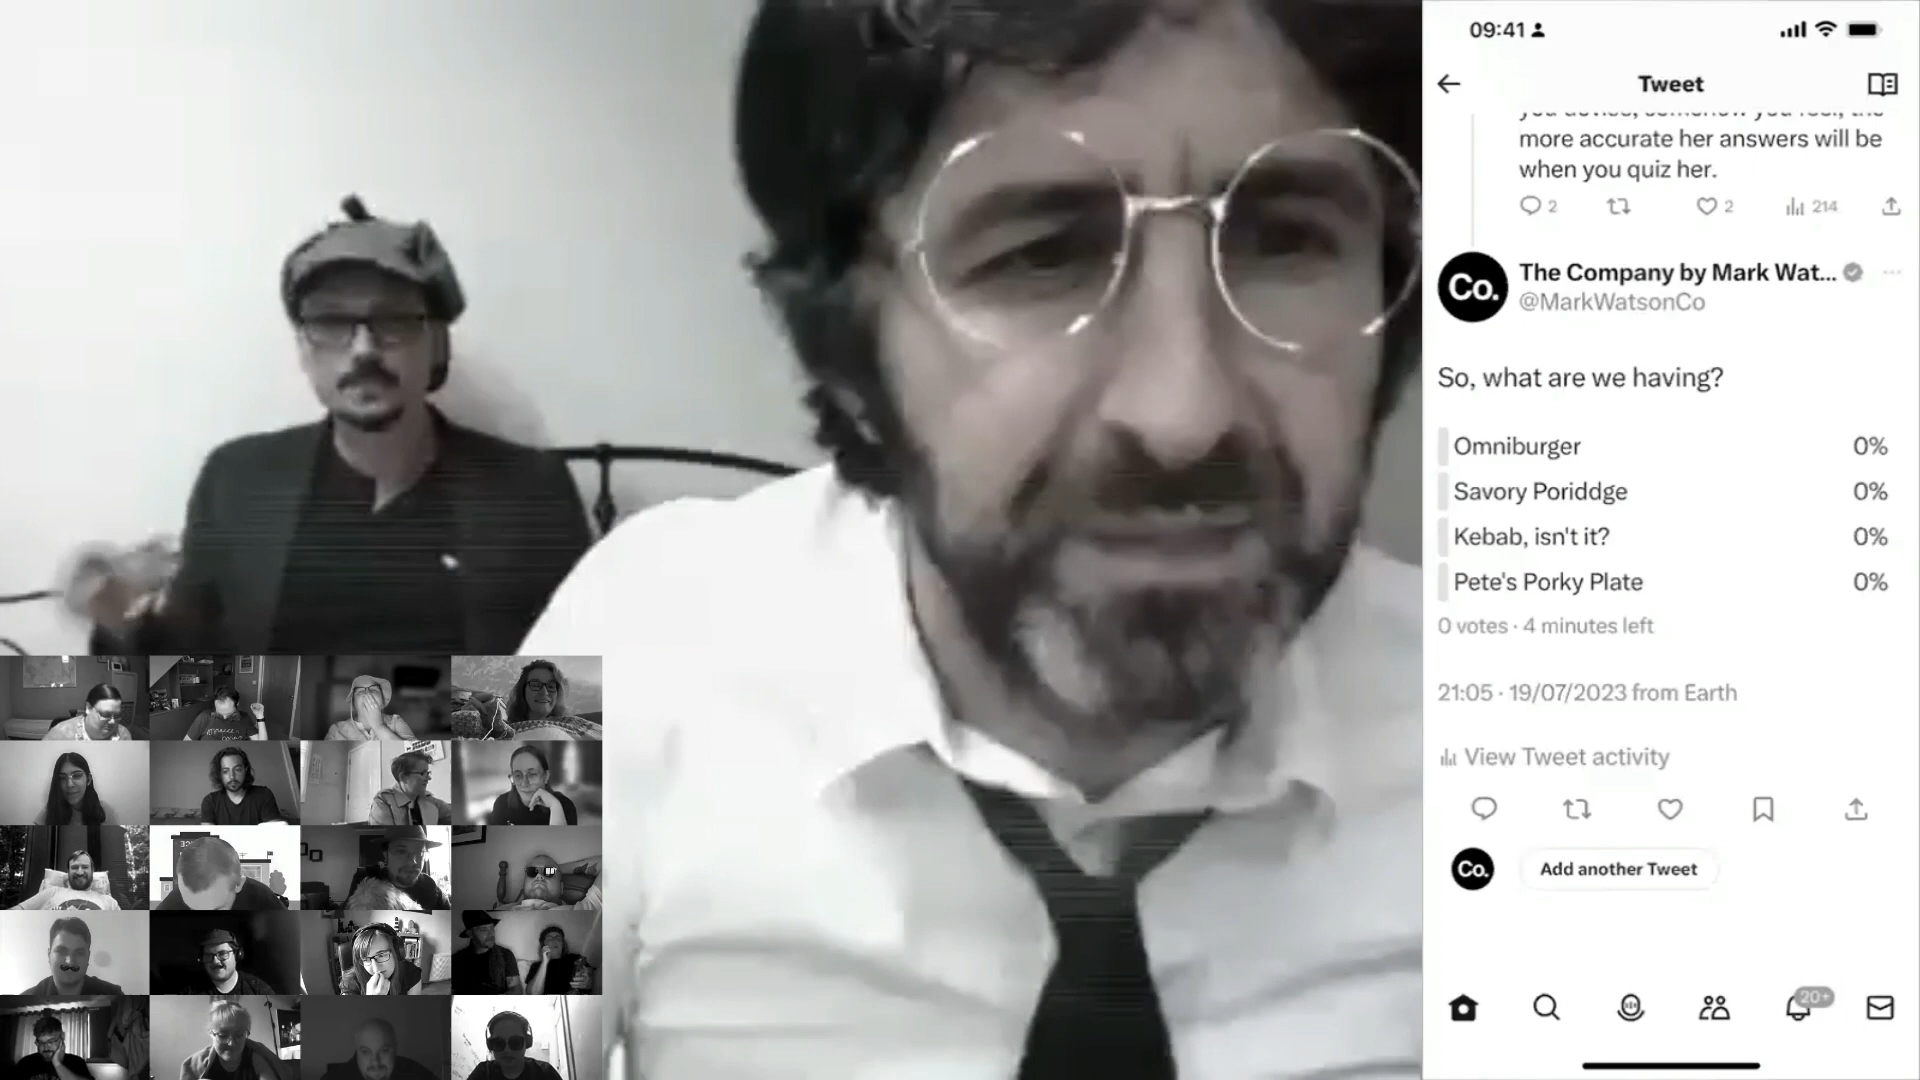 09:41
Tweet
more accurate her answers will be
when you quiz her.
2
2
214
Co.
The Company by Mark Wat...
@MarkWatsonCo
So, what are we having?
Omniburger 0%
Savory Poriddge 0%
Kebab, isn't it? 0%
Pete's Porky Plate 0%
0 votes · 4 minutes left
21:05 · 19/07/2023 from Earth
View Tweet activity
Co.
Add another Tweet
20+